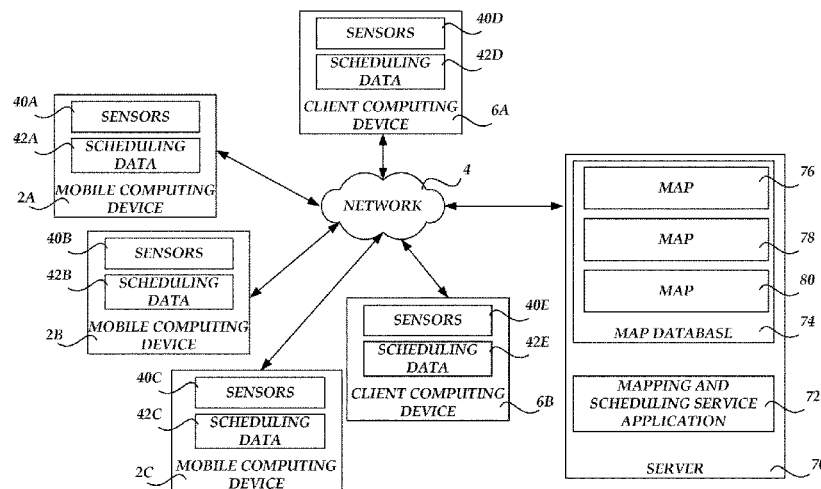 SENSORS
40D
SCHEDULING
DATA
42D
CLIENT COMPUTING
DEVICE
6A
40A
SENSORS
42A
SCHEDULING
DATA
MOBILE COMPUTING
DEVICE
2A
4
NETWORK
40B
SENSORS
42B
SCHEDULING
DATA
MOBILE COMPUTING
DEVICE
2B
40C
SENSORS
42C
SCHEDULING
DATA
MOBILE COMPUTING
DEVICE
2C
SENSORS
40E
SCHEDULING
DATA
42E
CLIENT COMPUTING
DEVICE
6B
MAP
76
MAP
78
MAP
80
MAP DATABASE
74
MAPPING AND
SCHEDULING SERVICE
APPLICATION
72
SERVER